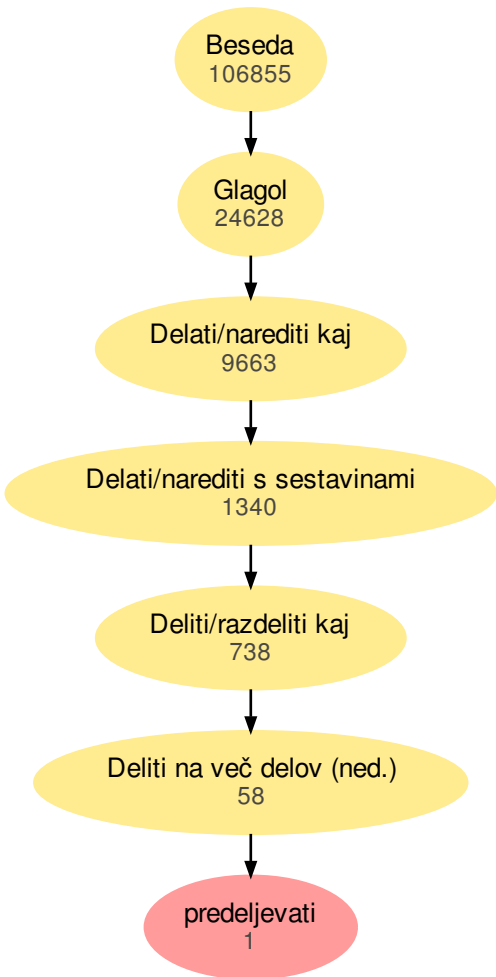 Beseda
106855
Glagol
24628
Delati/narediti kaj
9663
Delati/narediti s sestavinami
1340
Deliti/razdeliti kaj
738
Deliti na več delov (ned.)
58
predeljevati
1